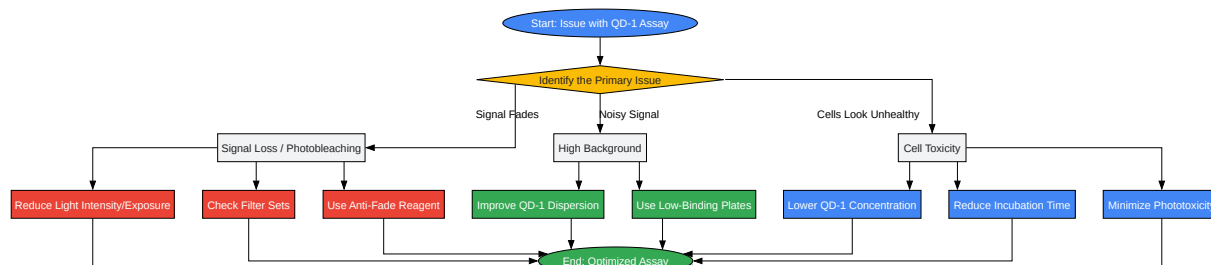 Start: Issue with QD-1 Assay
Identify the Primary Issue
Signal Fades
Noisy Signal
Cells Look Unhealthy
Signal Loss / Photobleaching
High Background
Cell Toxicity
Reduce Light Intensity/Exposure
Check Filter Sets
Use Anti-Fade Reagent
Improve QD-1 Dispersion
Use Low-Binding Plates
Lower QD-1 Concentration
Reduce Incubation Time
Minimize Phototoxicity
End: Optimized Assay